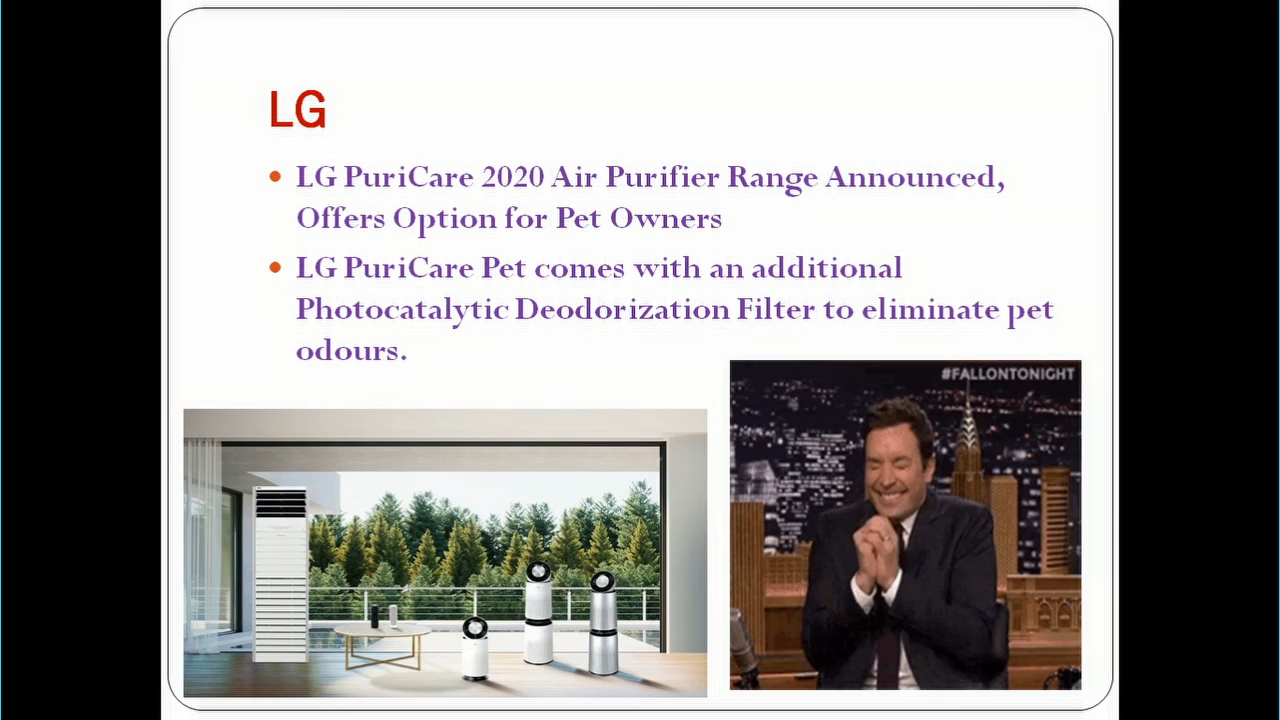 LG
LG PuriCare 2020 Air Purifier Range Announced,
Offers Option for Pet Owners
LG PuriCare Pet comes with an additional
Photocatalytic Deodorization Filter to eliminate pet
odours.
#FALLONTONIGHT